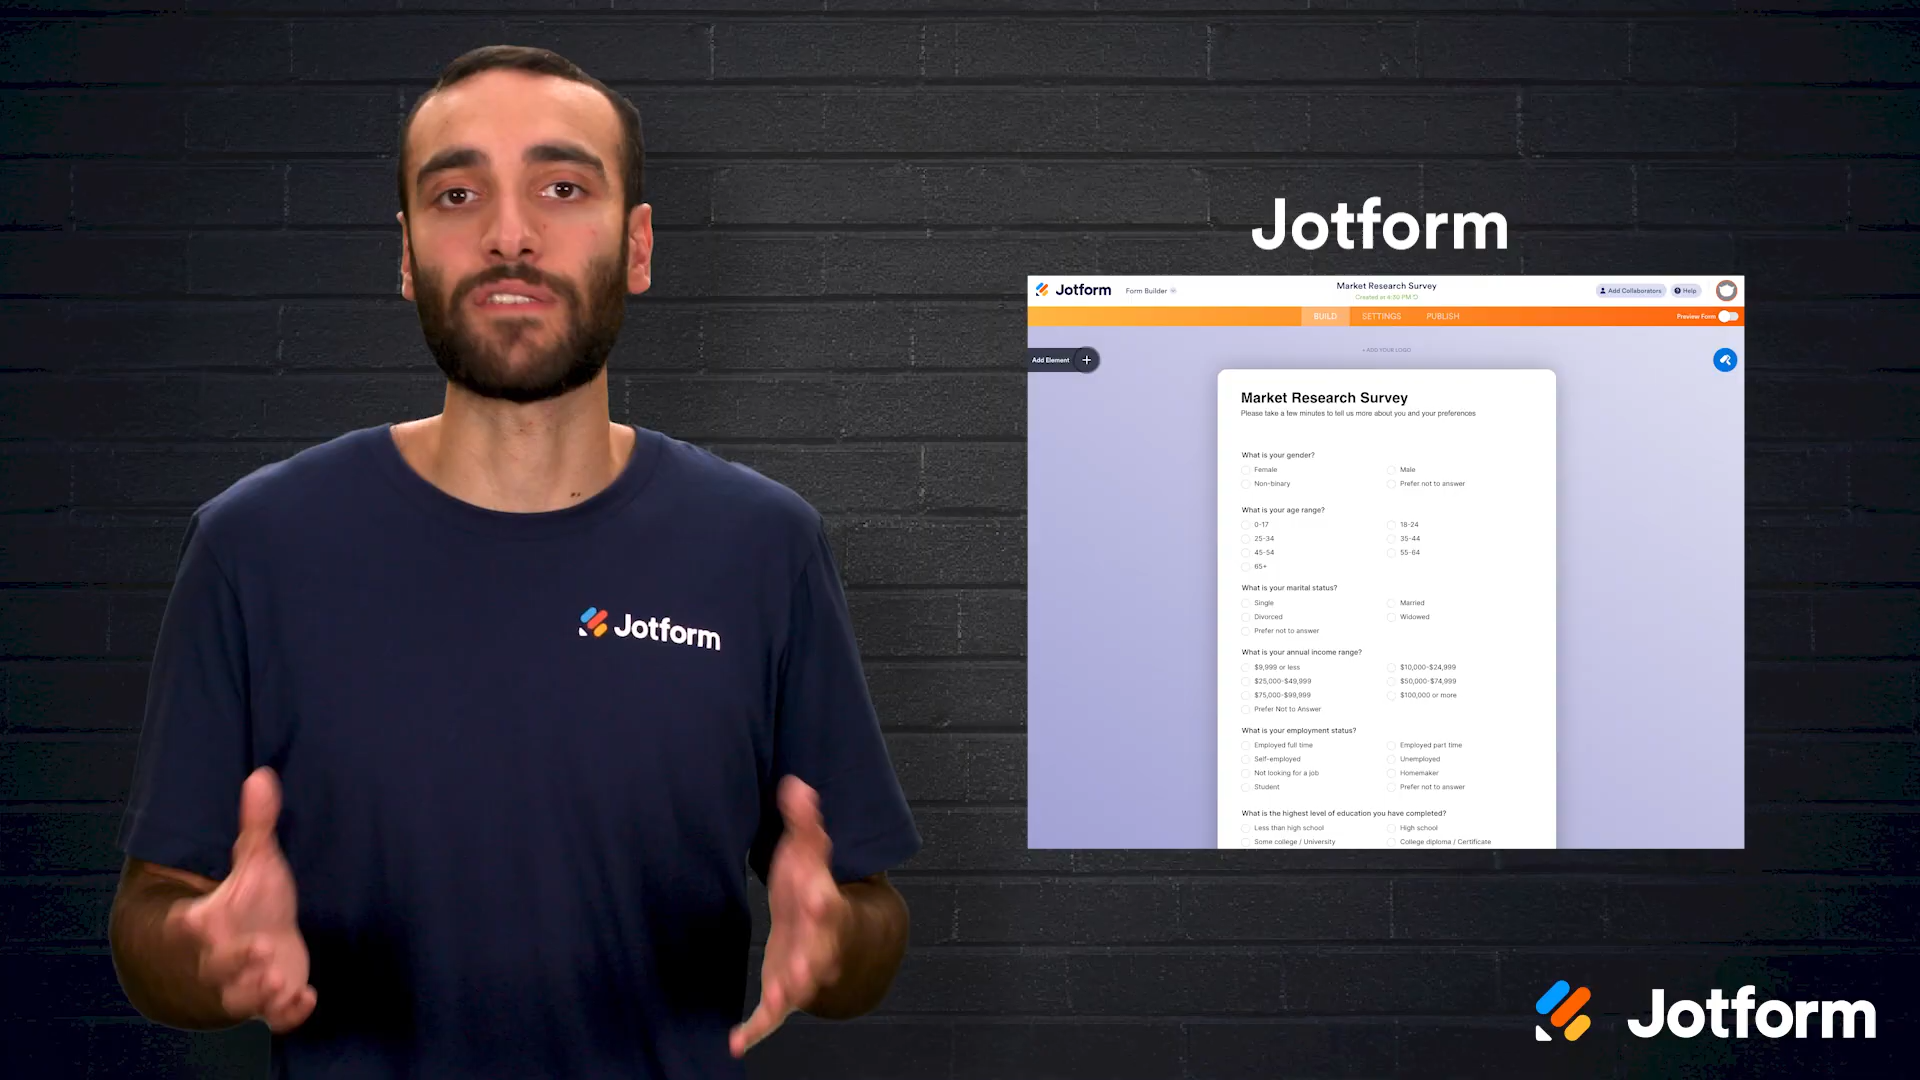 Jotform
Jotform Form Builder
Market Research Survey
Created at 4:30 PM
Add Collaborators
Help
BUILD SETTINGS PUBLISH
Preview Form
+ ADD YOUR LOGO
Add Element +
Market Research Survey
Please take a few minutes to tell us more about you and your preferences
What is your gender?
Female Male
Non-binary Prefer not to answer
What is your age range?
0-17 18-24
25-34 35-44
45-54 55-64
65+
What is your marital status?
Single Married
Divorced Widowed
Prefer not to answer
What is your annual income range?
$9,999 or less $10,000-$24,999
$25,000-$49,999 $50,000-$74,999
$75,000-$99,999 $100,000 or more
Prefer Not to Answer
What is your employment status?
Employed full time Employed part time
Self-employed Unemployed
Not looking for a job Homemaker
Student Prefer not to answer
What is the highest level of education you have completed?
Less than high school High school
Some college / University College diploma / Certificate
Jotform
Jotform